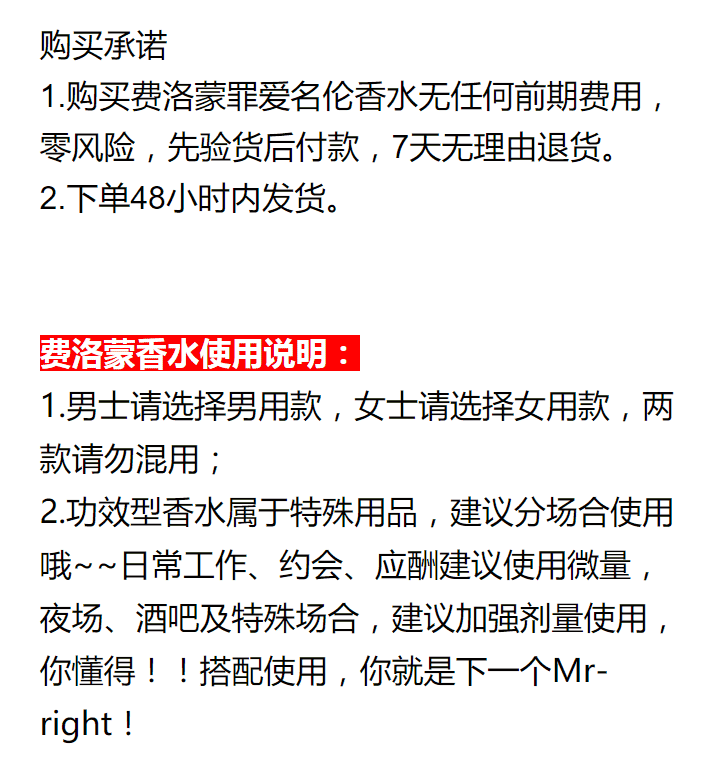 购买承诺
1.购买费洛蒙罪爱名伦香水无任何前期费用，
零风险，先验货后付款，7天无理由退货。
2.下单48小时内发货。
费洛蒙香水使用说明：
1.男士请选择男用款，女士请选择女用款，两
款请勿混用；
2.功效型香水属于特殊用品，建议分场合使用
哦~~日常工作、约会、应酬建议使用微量，
夜场、酒吧及特殊场合，建议加强剂量使用，
你懂得！！搭配使用，你就是下一个Mr-
right！